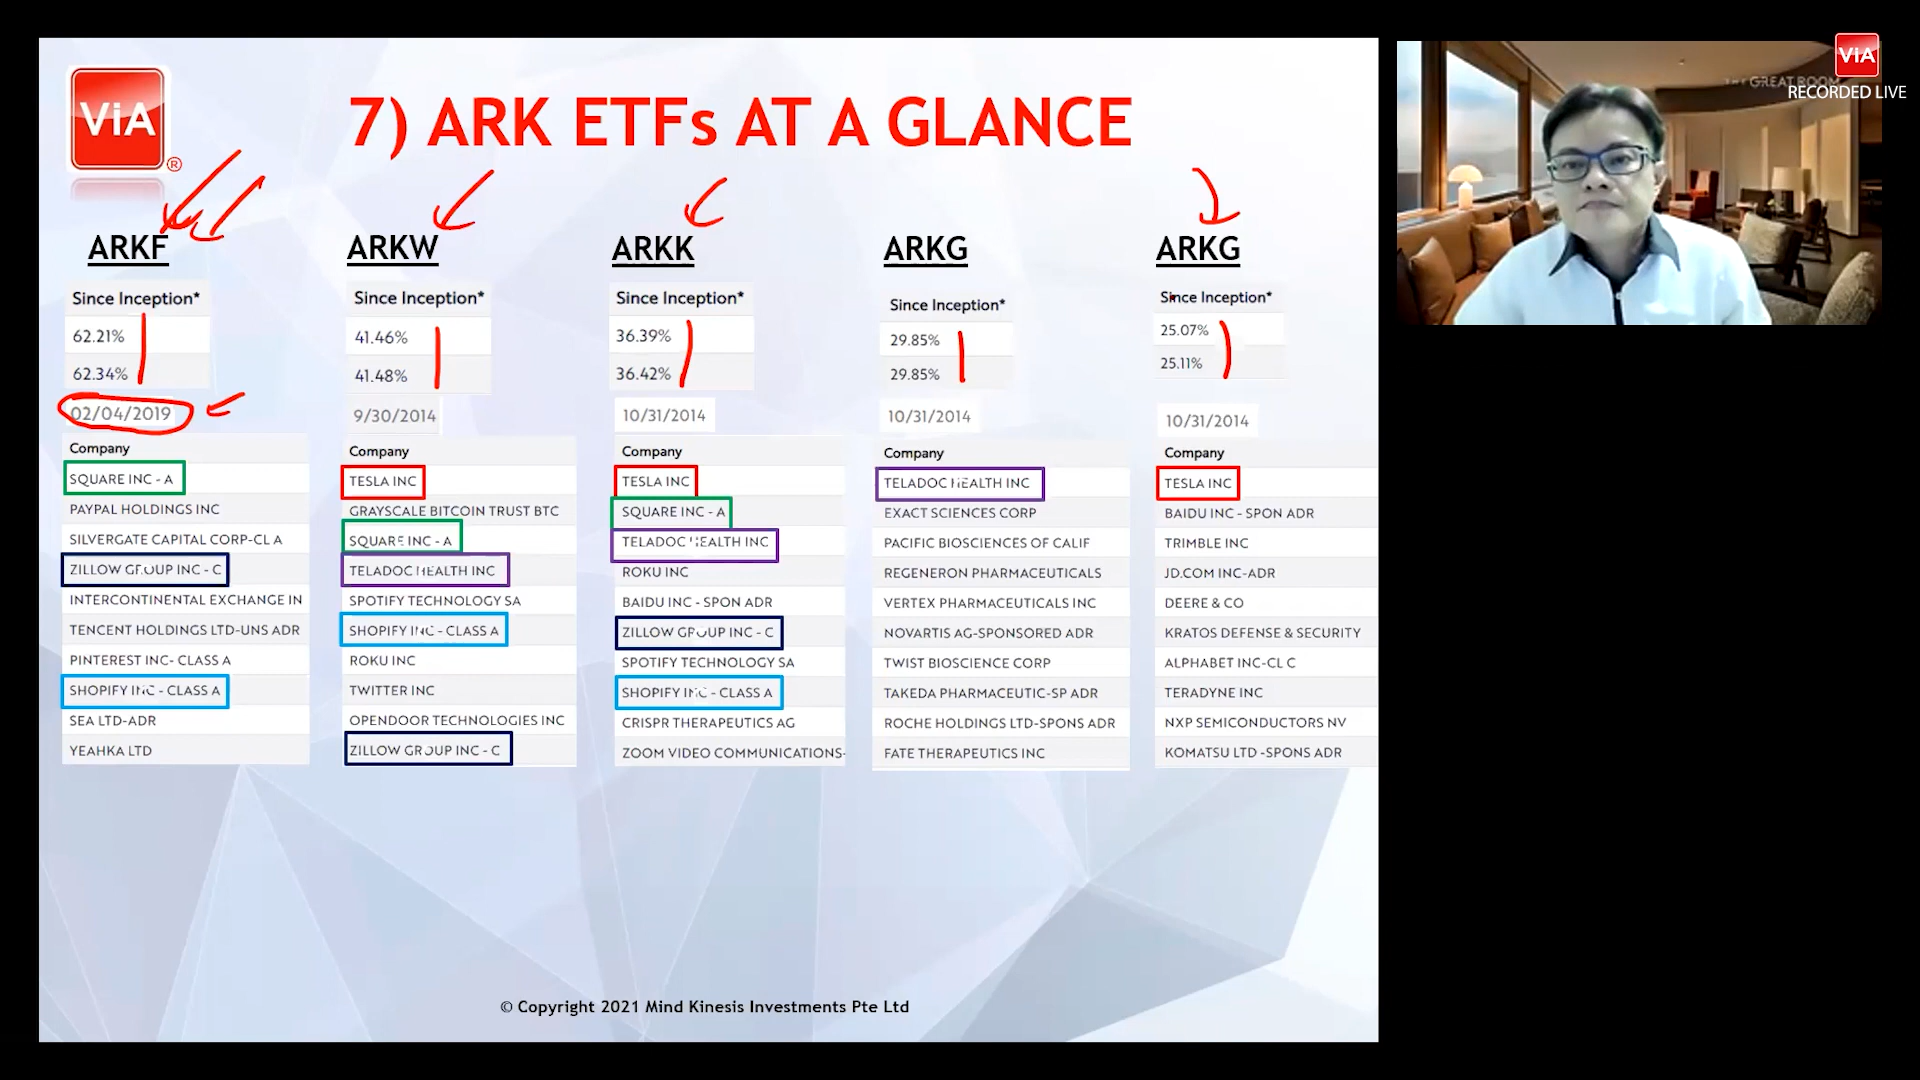 ViA
®
7) ARK ETFs AT A GLANCE
ARKF
Since Inception*
62.21%
62.34%
02/04/2019
Company
SQUARE INC - A
PAYPAL HOLDINGS INC
SILVERGATE CAPITAL CORP-CL A
ZILLOW GROUP INC - C
INTERCONTINENTAL EXCHANGE IN
TENCENT HOLDINGS LTD-UNS ADR
PINTEREST INC- CLASS A
SHOPIFY INC - CLASS A
SEA LTD-ADR
YEAHKA LTD
ARKW
Since Inception*
41.46%
41.48%
9/30/2014
Company
TESLA INC
GRAYSCALE BITCOIN TRUST BTC
SQUARE INC - A
TELADOC HEALTH INC
SPOTIFY TECHNOLOGY SA
SHOPIFY INC - CLASS A
ROKU INC
TWITTER INC
OPENDOOR TECHNOLOGIES INC
ZILLOW GROUP INC - C
ARKK
Since Inception*
36.39%
36.42%
10/31/2014
Company
TESLA INC
SQUARE INC - A
TELADOC HEALTH INC
ROKU INC
BAIDU INC - SPON ADR
ZILLOW GROUP INC - C
SPOTIFY TECHNOLOGY SA
SHOPIFY INC - CLASS A
CRISPR THERAPEUTICS AG
ZOOM VIDEO COMMUNICATIONS-
ARKG
Since Inception*
29.85%
29.85%
10/31/2014
Company
TELADOC HEALTH INC
EXACT SCIENCES CORP
PACIFIC BIOSCIENCES OF CALIF
REGENERON PHARMACEUTICALS
VERTEX PHARMACEUTICALS INC
NOVARTIS AG-SPONSORED ADR
TWIST BIOSCIENCE CORP
TAKEDA PHARMACEUTIC-SP ADR
ROCHE HOLDINGS LTD-SPONS ADR
FATE THERAPEUTICS INC
ARKG
Since Inception*
25.07%
25.11%
10/31/2014
Company
TESLA INC
BAIDU INC - SPON ADR
TRIMBLE INC
JD.COM INC-ADR
DEERE & CO
KRATOS DEFENSE & SECURITY
ALPHABET INC-CL C
TERADYNE INC
NXP SEMICONDUCTORS NV
KOMATSU LTD -SPONS ADR
© Copyright 2021 Mind Kinesis Investments Pte Ltd
ViA
GREAT ROOM
RECORDED LIVE